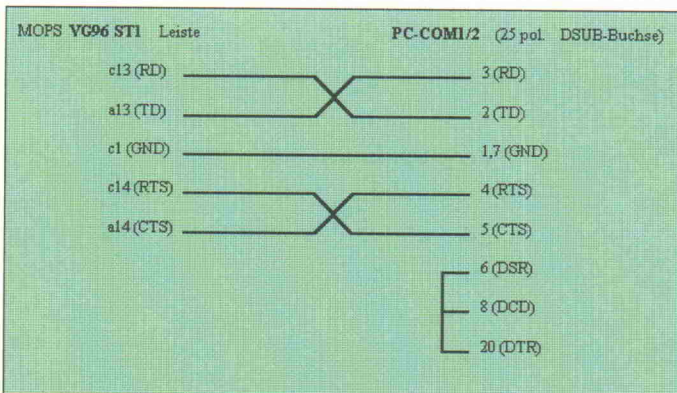 MOPS VG96 ST1 Leiste PC-COM1/2 (25 pol. DSUB-Buchse)
c13 (RD) 3 (RD)
a13 (TD) 2 (TD)
c1 (GND) 1,7 (GND)
c14 (RTS) 4 (RTS)
a14 (CTS) 5 (CTS)
6 (DSR)
8 (DCD)
20 (DTR)